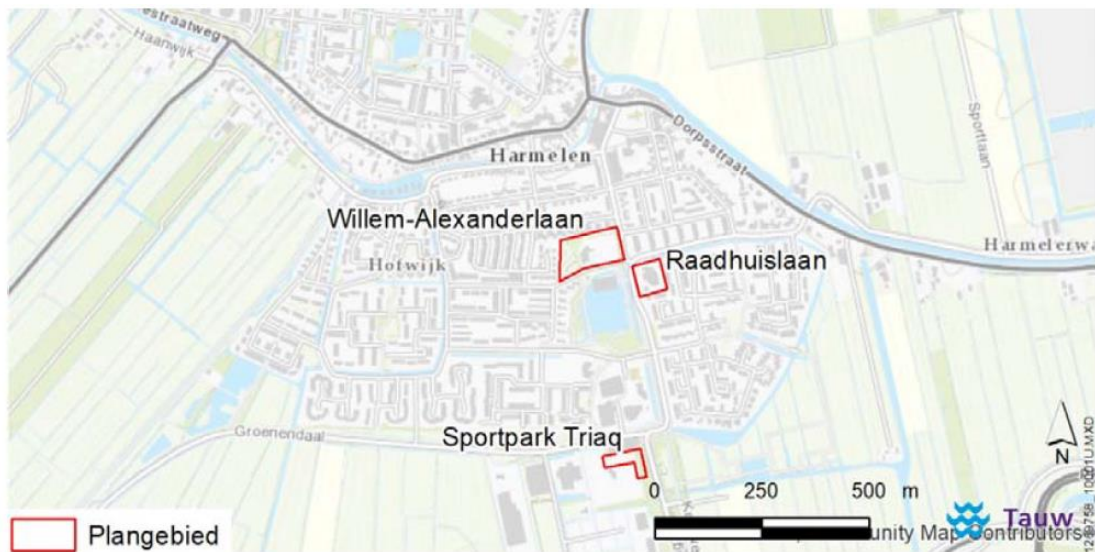 Haanwijk
Sportlaan
Dorpsstraat
Harmelen
Willem-Alexanderlaan
Harmelerwa
Hofwijk
Raadhuislaan
Groenendaal
Sportpark Triaq
N
0 250 500 m
Tauw
unity Map Contributors
Plangebied